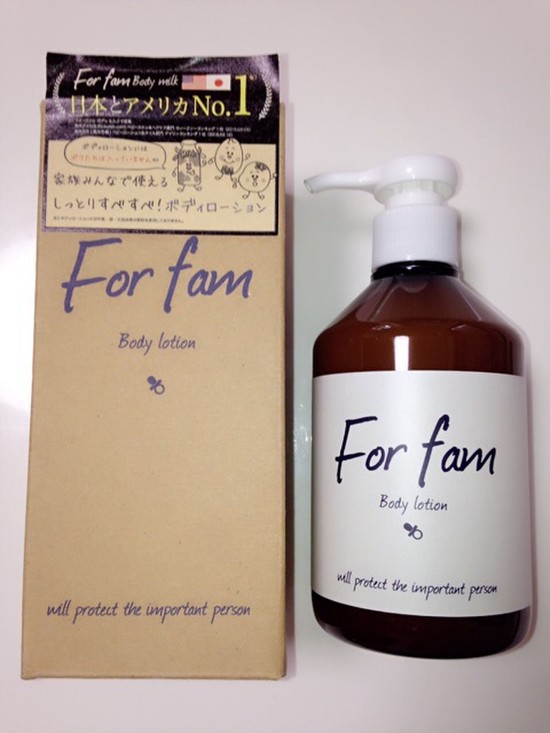 For fam Body milk
日本とアメリカNo.1
ボディローションには
家族みんなで使える
しっとりすべすべ!ボディローション
For fam
Body lotion
will protect the important person
For fam
Body lotion
will protect the important person